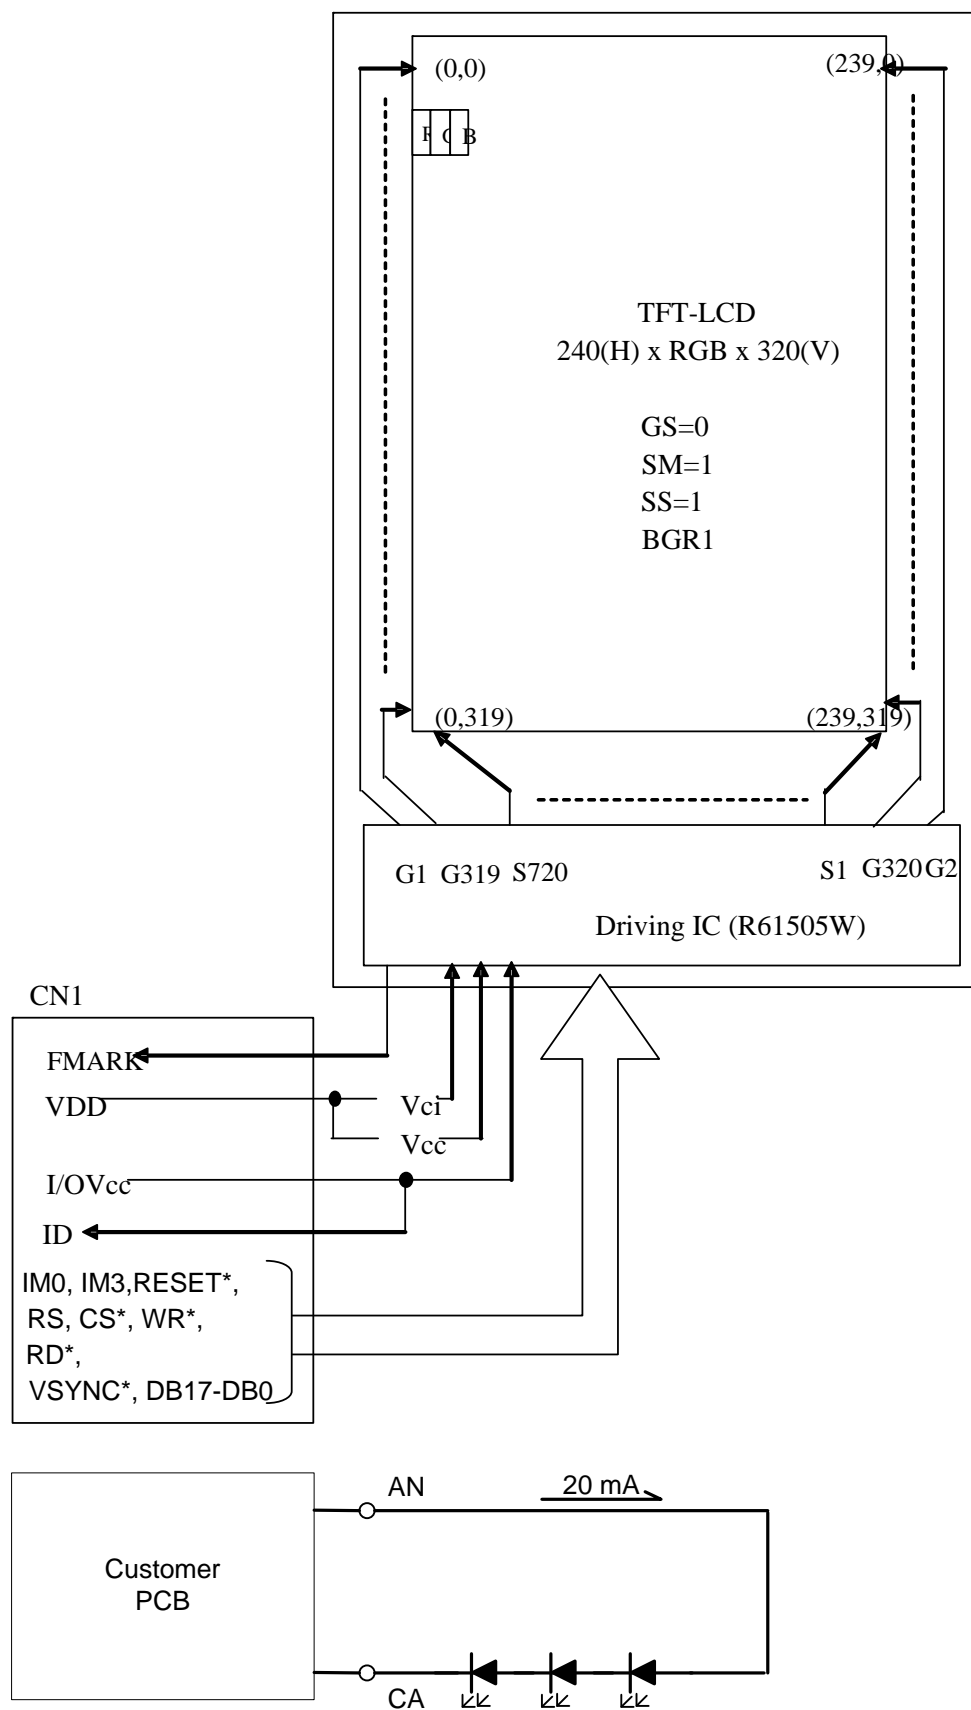 (0,0)
(239,0)
R G B
TFT-LCD
240(H) x RGB x 320(V)
GS=0
SM=1
SS=1
BGR1
(0,319)
(239,319)
G1 G319 S720
S1 G320 G2
Driving IC (R61505W)
CN1
FMARK
VDD
Vci
Vcc
I/OVcc
ID
IM0, IM3,RESET*,
RS, CS*, WR*,
RD*,
VSYNC*, DB17-DB0
AN
20 mA
Customer
PCB
CA